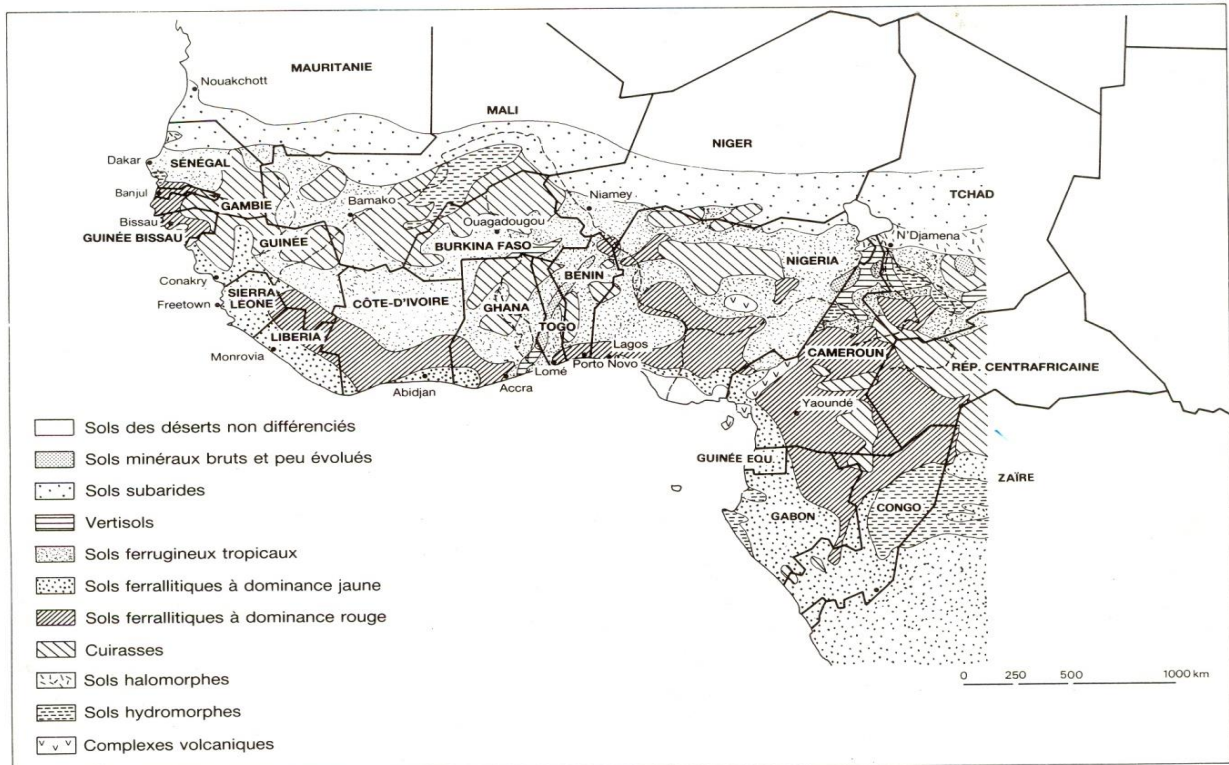 MAURITANIE
Nouakchott
MALI
NIGER
Dakar
SÉNÉGAL
TCHAD
Banjul
GAMBIE
Bamako
Niamey
Bissau
Ouagadougou
N'Djamena
GUINÉE BISSAU
GUINÉE
BURKINA FASO
NIGERIA
BÉNIN
Conakry
SIERRA
LEONE
CÔTE-D'IVOIRE
GHANA
Freetown
TOGO
LIBERIA
Lagos
CAMEROUN
Monrovia
Porto Novo
Lomé
RÉP. CENTRAFRICAINE
Abidjan
Accra
Yaoundé
GUINÉE EQU.
ZAÏRE
GABON
CONGO
Sols des déserts non différenciés
Sols minéraux bruts et peu évolués
Sols subarides
Vertisols
Sols ferrugineux tropicaux
Sols ferrallitiques à dominance jaune
Sols ferrallitiques à dominance rouge
Cuirasses
Sols halomorphes
Sols hydromorphes
Complexes volcaniques
0 250 500 1000 km